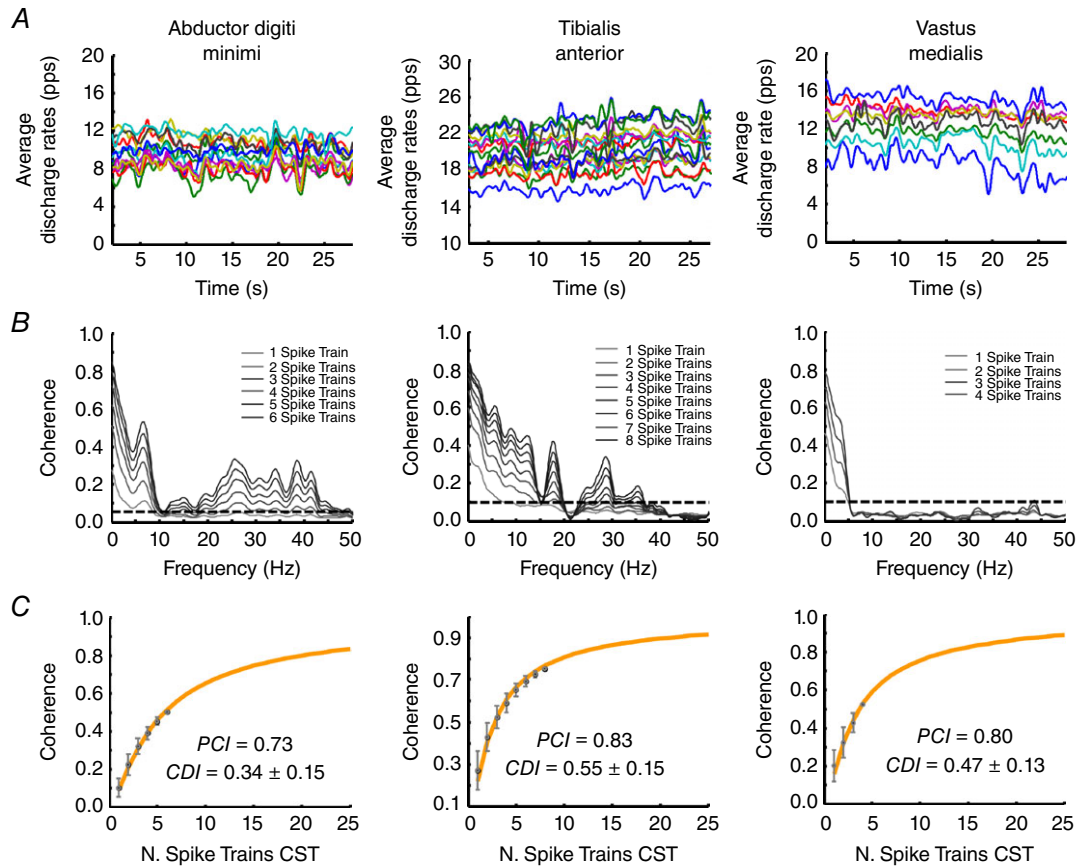 A
Abductor digiti
minimi
Tibialis
anterior
Vastus
medialis
Average
discharge rates (pps)
20
16
12
8
4
0
5
10
15
20
25
Time (s)
Average
discharge rates (pps)
30
26
22
18
14
10
5
10
15
20
25
Time (s)
Average
discharge rate (pps)
20
15
10
5
0
5
10
15
20
25
Time (s)
B
Coherence
1.0
0.8
0.6
0.4
0.2
0.0
1 Spike Train
2 Spike Trains
3 Spike Trains
4 Spike Trains
5 Spike Trains
6 Spike Trains
0
10
20
30
40
50
Frequency (Hz)
Coherence
1.0
0.8
0.6
0.4
0.2
0.0
1 Spike Train
2 Spike Trains
3 Spike Trains
4 Spike Trains
5 Spike Trains
6 Spike Trains
7 Spike Trains
8 Spike Trains
0
10
20
30
40
50
Frequency (Hz)
Coherence
1.0
0.8
0.6
0.4
0.2
0.0
1 Spike Train
2 Spike Trains
3 Spike Trains
4 Spike Trains
0
10
20
30
40
50
Frequency (Hz)
C
Coherence
1.0
0.8
0.6
0.4
0.2
0.0
PCI = 0.73
CDI = 0.34 ± 0.15
0
5
10
15
20
25
N. Spike Trains CST
Coherence
0.9
0.7
0.5
0.3
0.1
PCI = 0.83
CDI = 0.55 ± 0.15
0
5
10
15
20
25
N. Spike Trains CST
Coherence
1.0
0.8
0.6
0.4
0.2
0.0
PCI = 0.80
CDI = 0.47 ± 0.13
0
5
10
15
20
25
N. Spike Trains CST